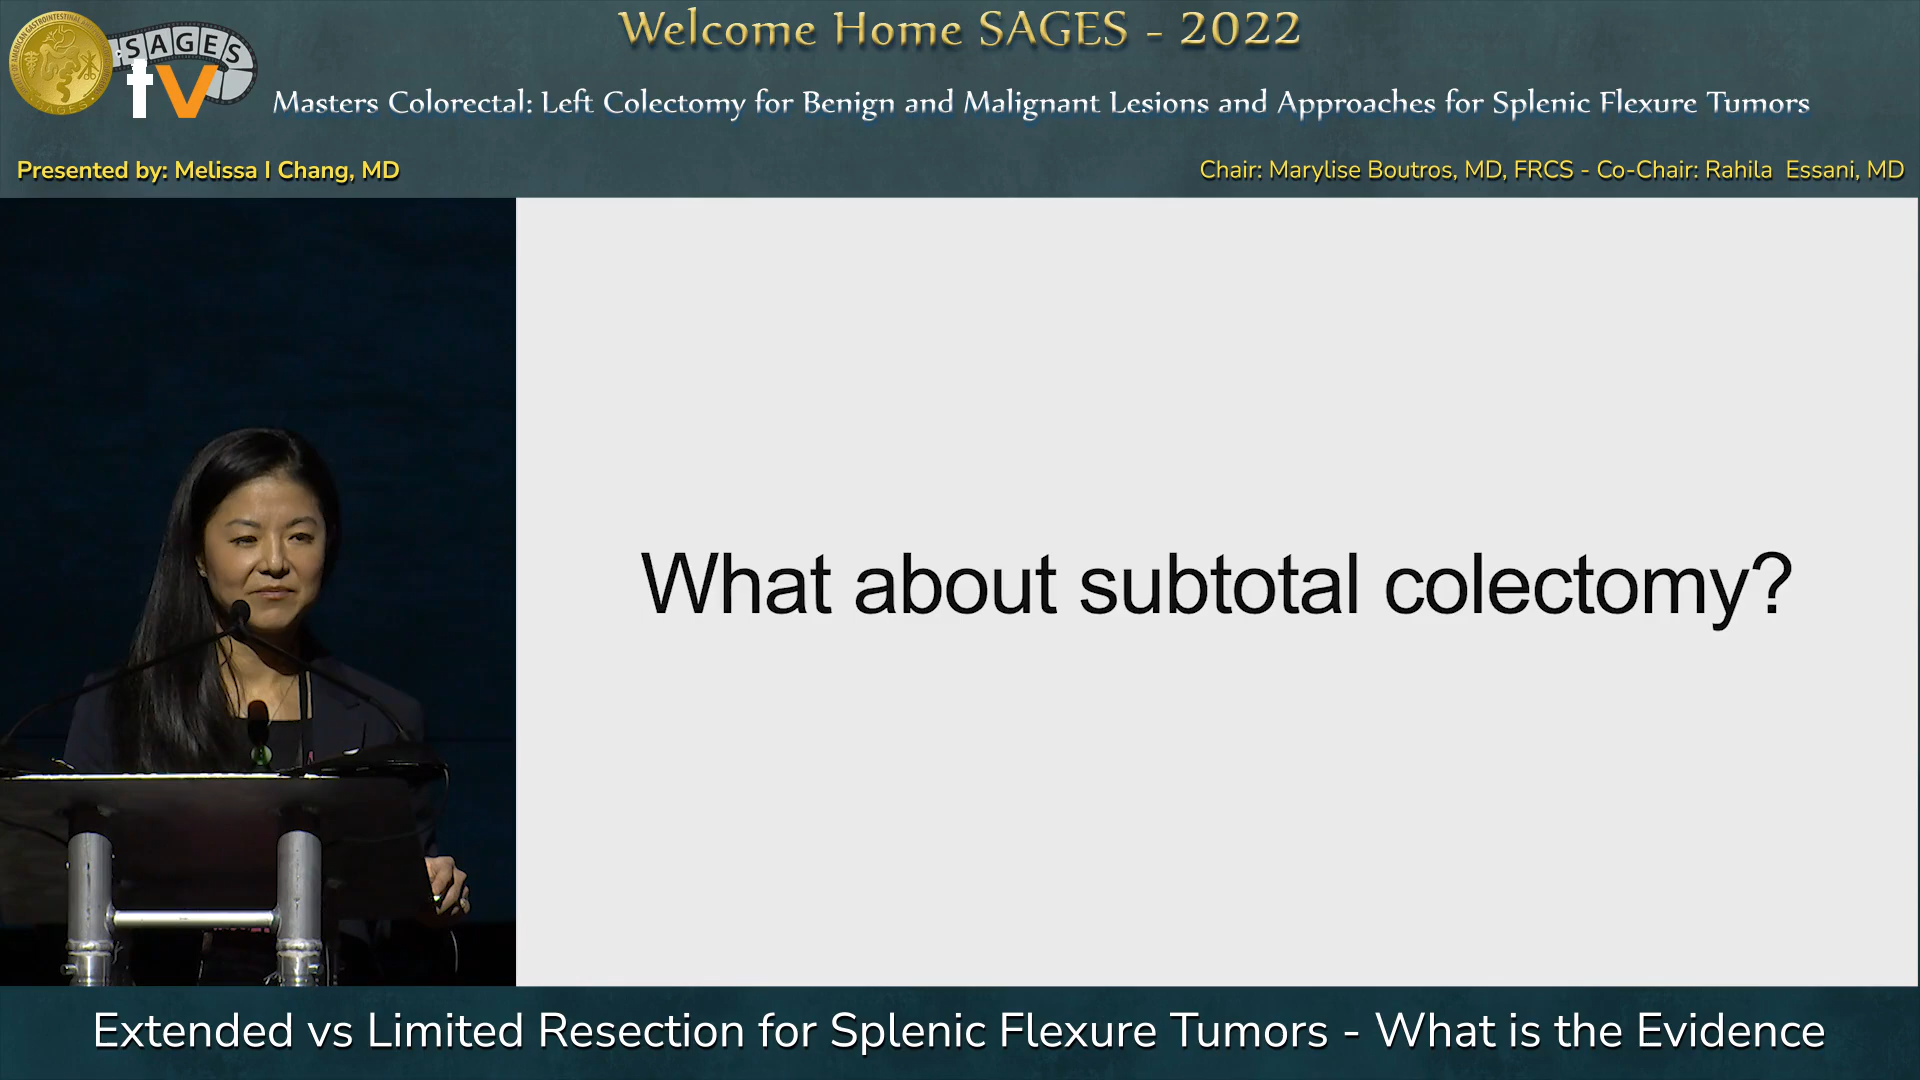 Welcome Home SAGES - 2022
SAGES
tv
Masters Colorectal: Left Colectomy for Benign and Malignant Lesions and Approaches for Splenic Flexure Tumors
Presented by: Melissa I Chang, MD
Chair: Marylise Boutros, MD, FRCS - Co-Chair: Rahila Essani, MD
What about subtotal colectomy?
Extended vs Limited Resection for Splenic Flexure Tumors - What is the Evidence